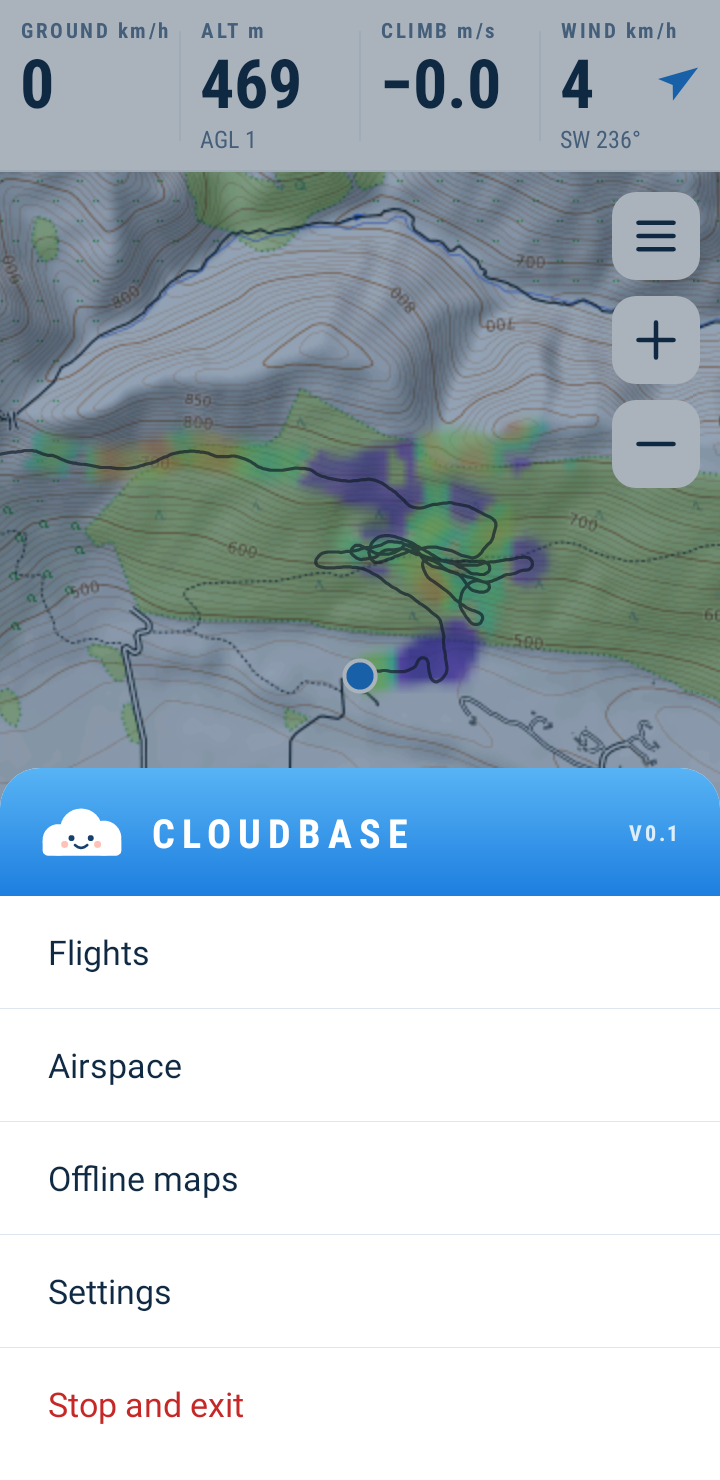 GROUND km/h
ALT m
CLIMB m/s
WIND km/h
0
469
−0.0
4
AGL 1
SW 236°
700
900
800
800
700
850
800
700
700
600
500
500
CLOUDBASE
V0.1
Flights
Airspace
Offline maps
Settings
Stop and exit